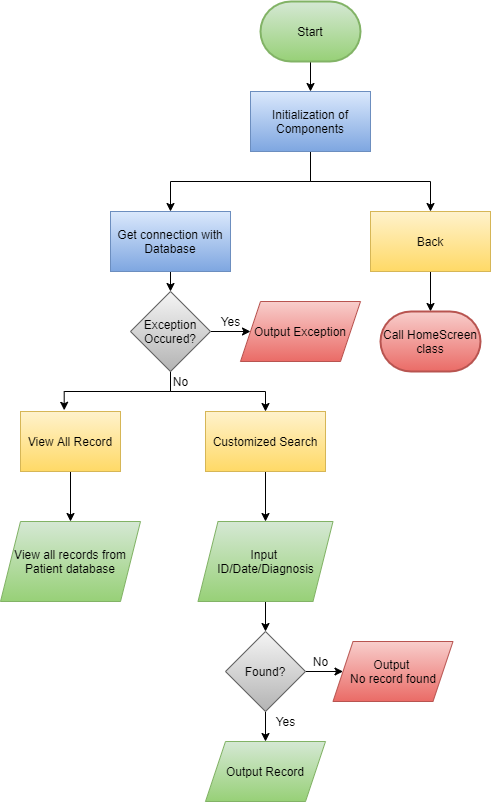 Start
Initialization of
Components
Get connection with
Database
Back
Exception
Occured?
Yes
Output Exception
Call HomeScreen
class
No
View All Record
Customized Search
View all records from
Patient database
Input
ID/Date/Diagnosis
Found?
No
Output
No record found
Yes
Output Record